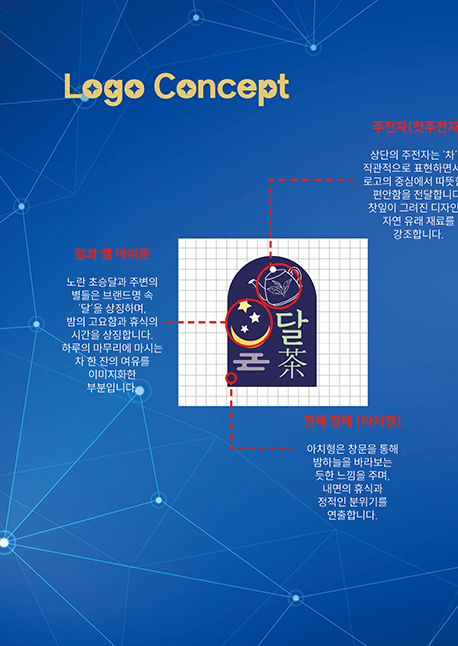 Logo Concept
주전자(찻주전자
상단의 주전자는 '차'
직관적으로 표현하면서
로고의 중심에서 따뜻함
편안함을 전달합니다
찻잎이 그려진 디자인
자연 유래 재료를
강조합니다.
달과 별 아이콘
노란 초승달과 주변의
별들은 브랜드명 속
'달'을 상징하며,
밤의 고요함과 휴식의
시간을 상징합니다.
하루의 마무리에 마시는
차 한 잔의 여유를
이미지화한
부분입니다.
달
茶
전체 형태 (아치형)
아치형은 창문을 통해
밤하늘을 바라보는
듯한 느낌을 주며,
내면의 휴식과
정적인 분위기를
연출합니다.